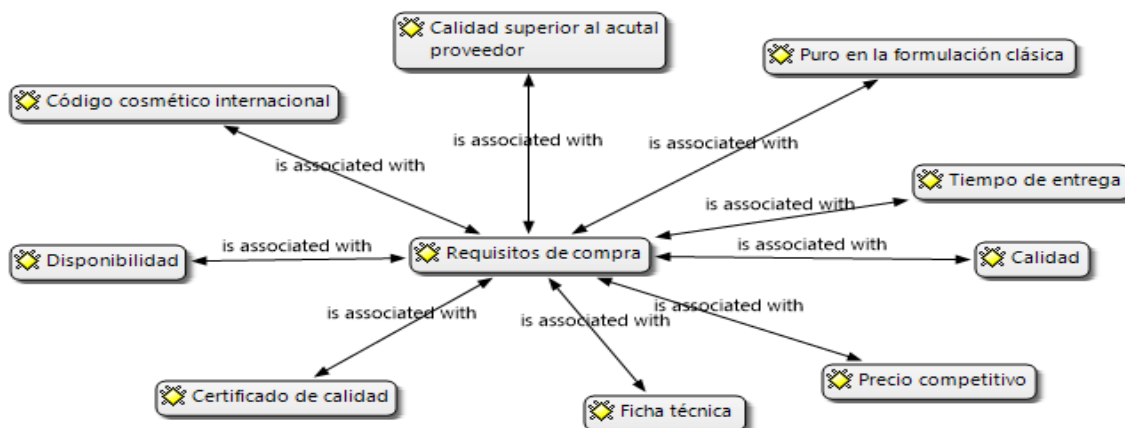 Calidad superior al acutal
proveedor
Puro en la formulación clásica
Código cosmético internacional
is associated with
is associated with
is associated with
Tiempo de entrega
is associated with
is associated with
is associated with
Disponibilidad
Requisitos de compra
Calidad
is associated with
is associated with
is associated with
Certificado de calidad
Ficha técnica
Precio competitivo